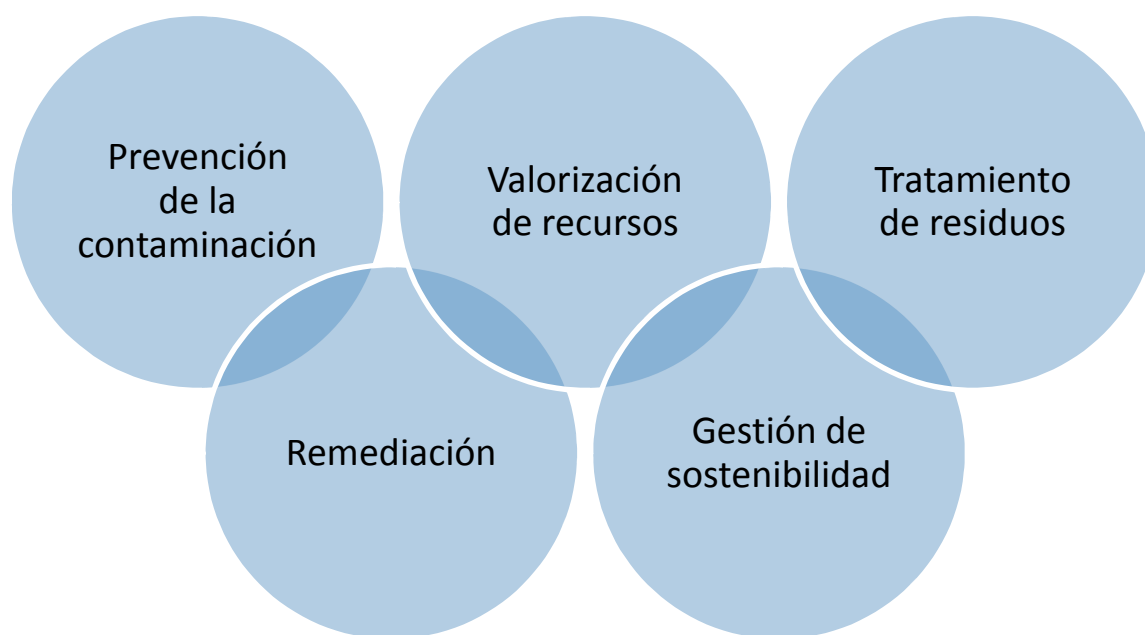 Prevención
de la
contaminación
Valorización
de recursos
Tratamiento
de residuos
Remediación
Gestión de
sostenibilidad